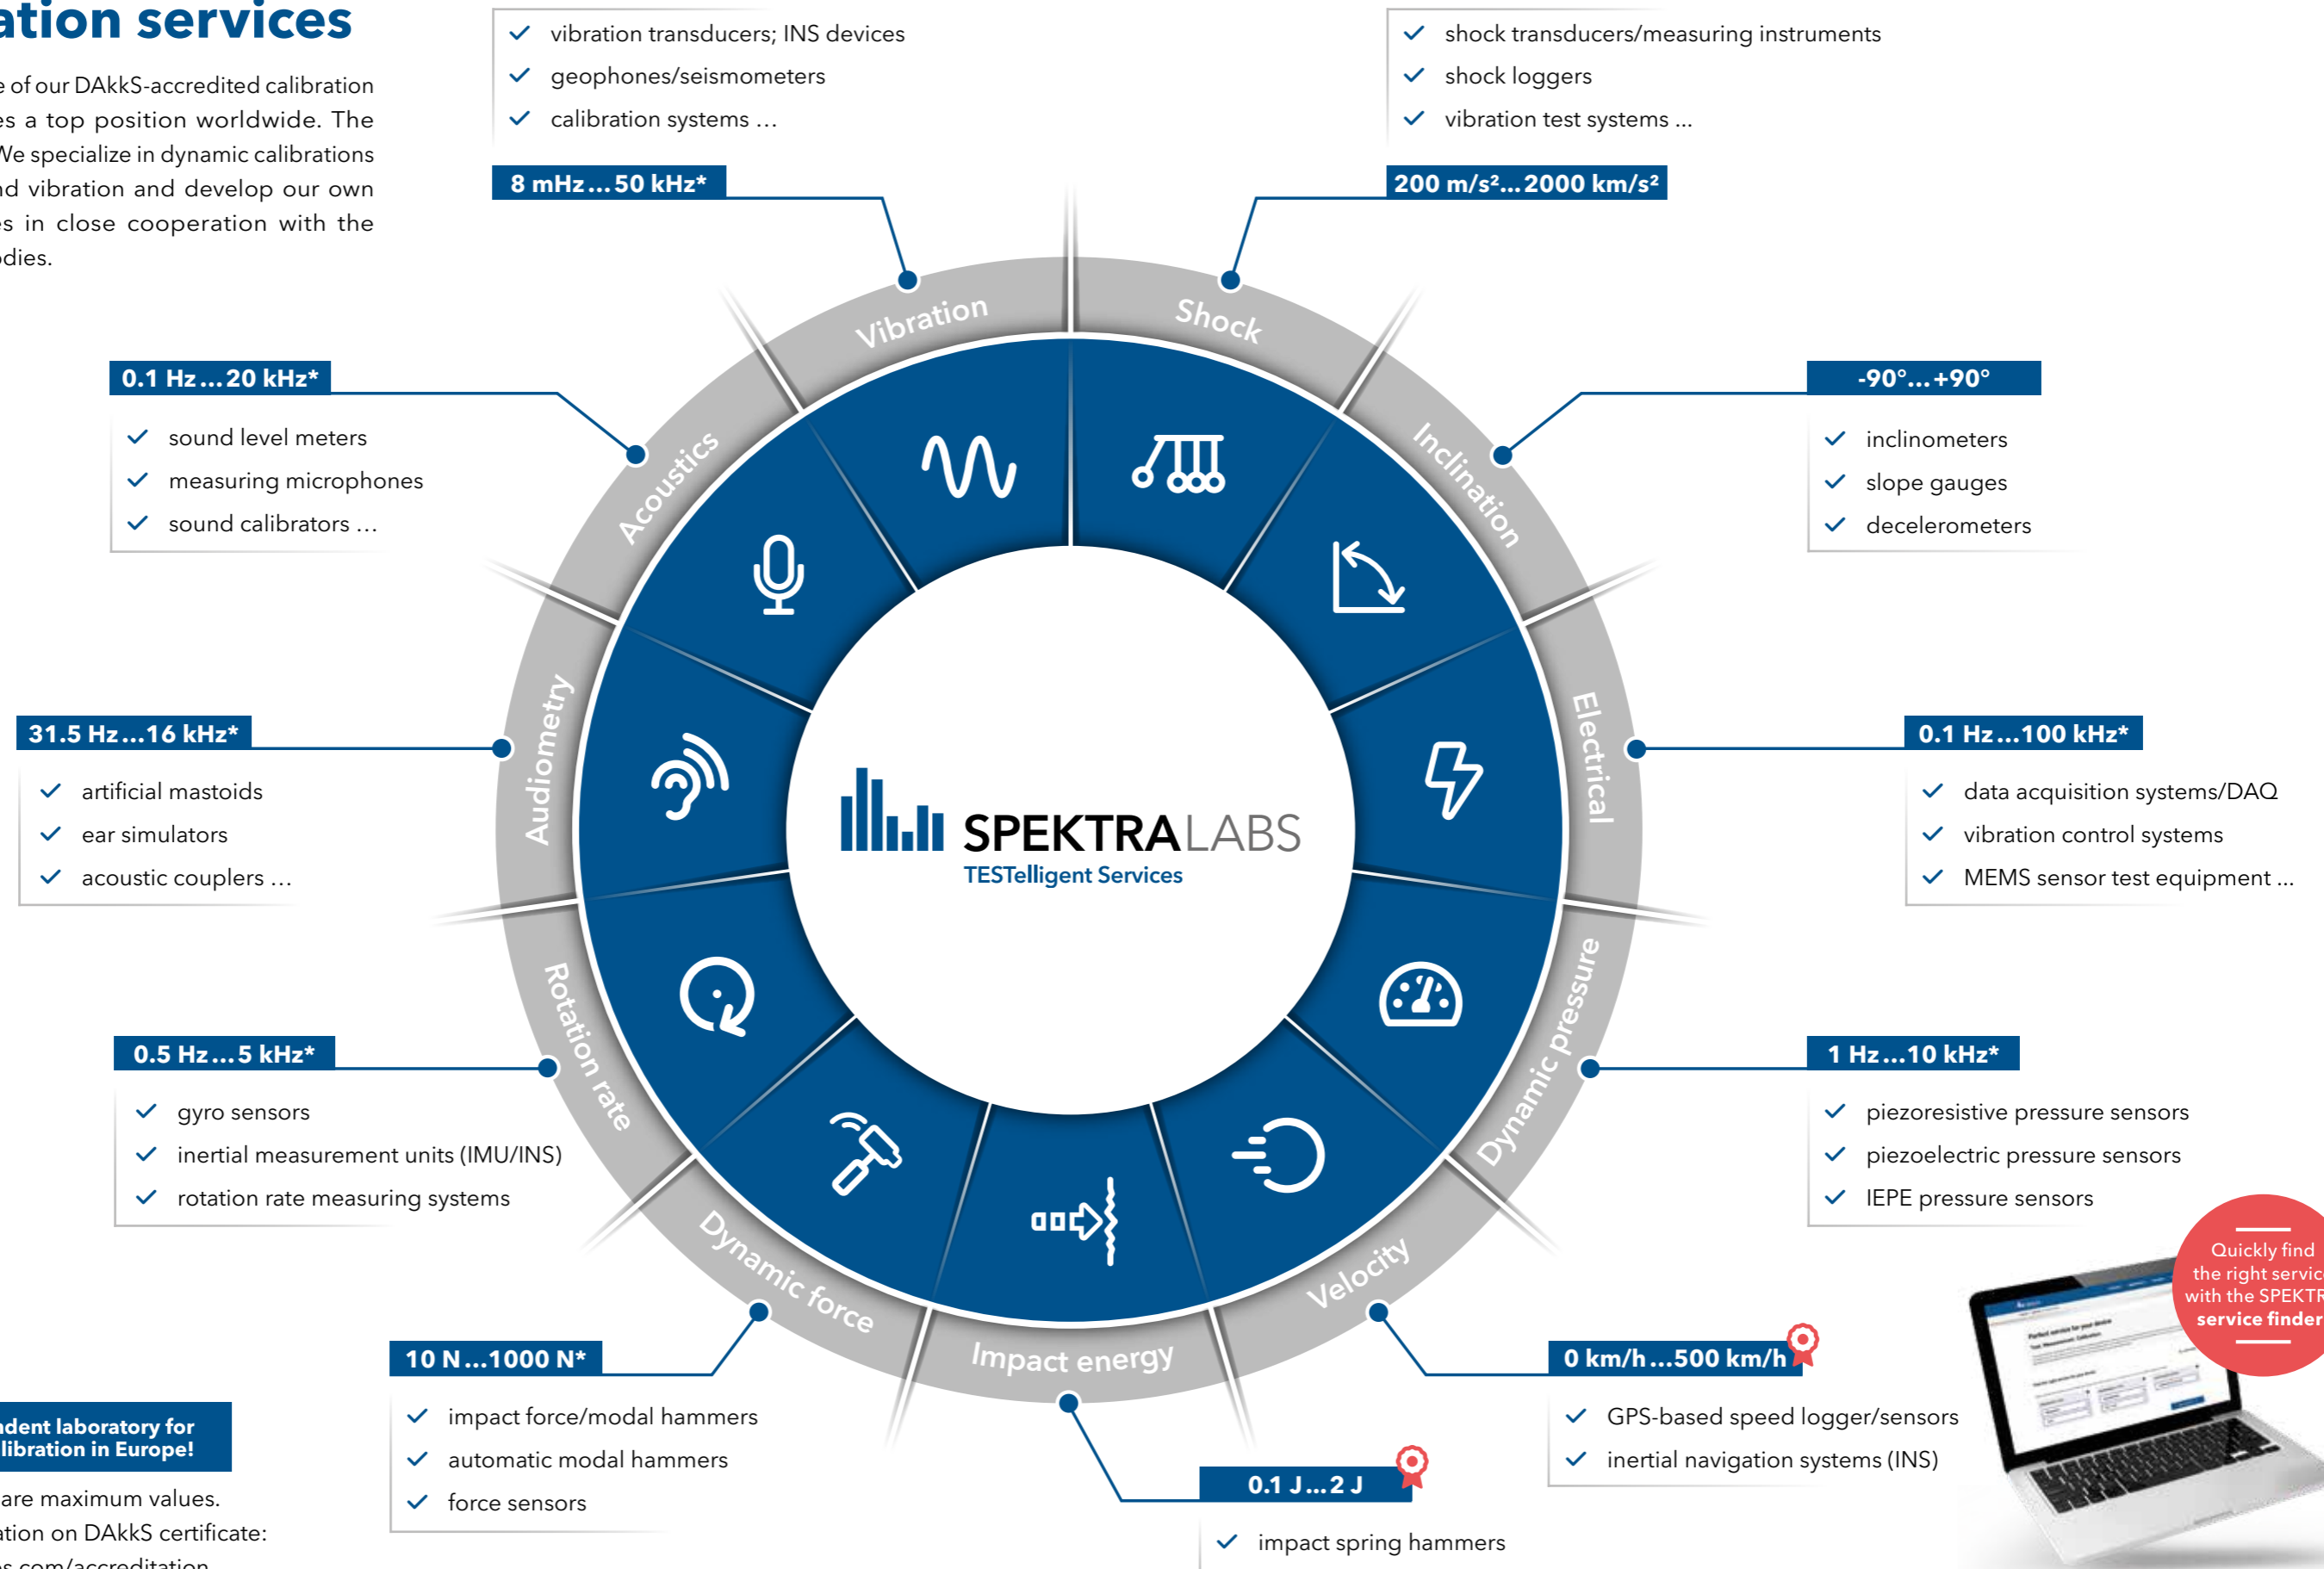 ation services
e of our DAkkS-accredited calibration
es a top position worldwide. The
We specialize in dynamic calibrations
nd vibration and develop our own
es in close cooperation with the
odies.
vibration transducers; INS devices
geophones/seismometers
calibration systems …
8 mHz…50 kHz*
shock transducers/measuring instruments
shock loggers
vibration test systems ...
200 m/s²…2000 km/s²
Vibration
Shock
0.1 Hz…20 kHz*
sound level meters
measuring microphones
sound calibrators …
Acoustics
Inclination
-90°…+90°
inclinometers
slope gauges
decelerometers
31.5 Hz…16 kHz*
artificial mastoids
ear simulators
acoustic couplers …
Audiometry
Electrical
0.1 Hz…100 kHz*
data acquisition systems/DAQ
vibration control systems
MEMS sensor test equipment ...
SPEKTRALABS
TESTelligent Services
0.5 Hz…5 kHz*
gyro sensors
inertial measurement units (IMU/INS)
rotation rate measuring systems
Rotation rate
Dynamic pressure
1 Hz…10 kHz*
piezoresistive pressure sensors
piezoelectric pressure sensors
IEPE pressure sensors
Dynamic force
Impact energy
Velocity
10 N…1000 N*
impact force/modal hammers
automatic modal hammers
force sensors
0.1 J…2 J
impact spring hammers
0 km/h…500 km/h
GPS-based speed logger/sensors
inertial navigation systems (INS)
Quickly find
the right servic
with the SPEKTR
service finder
Perfect service for your device
ndent laboratory for
libration in Europe!
are maximum values.
ation on DAkkS certificate:
es.com/accreditation